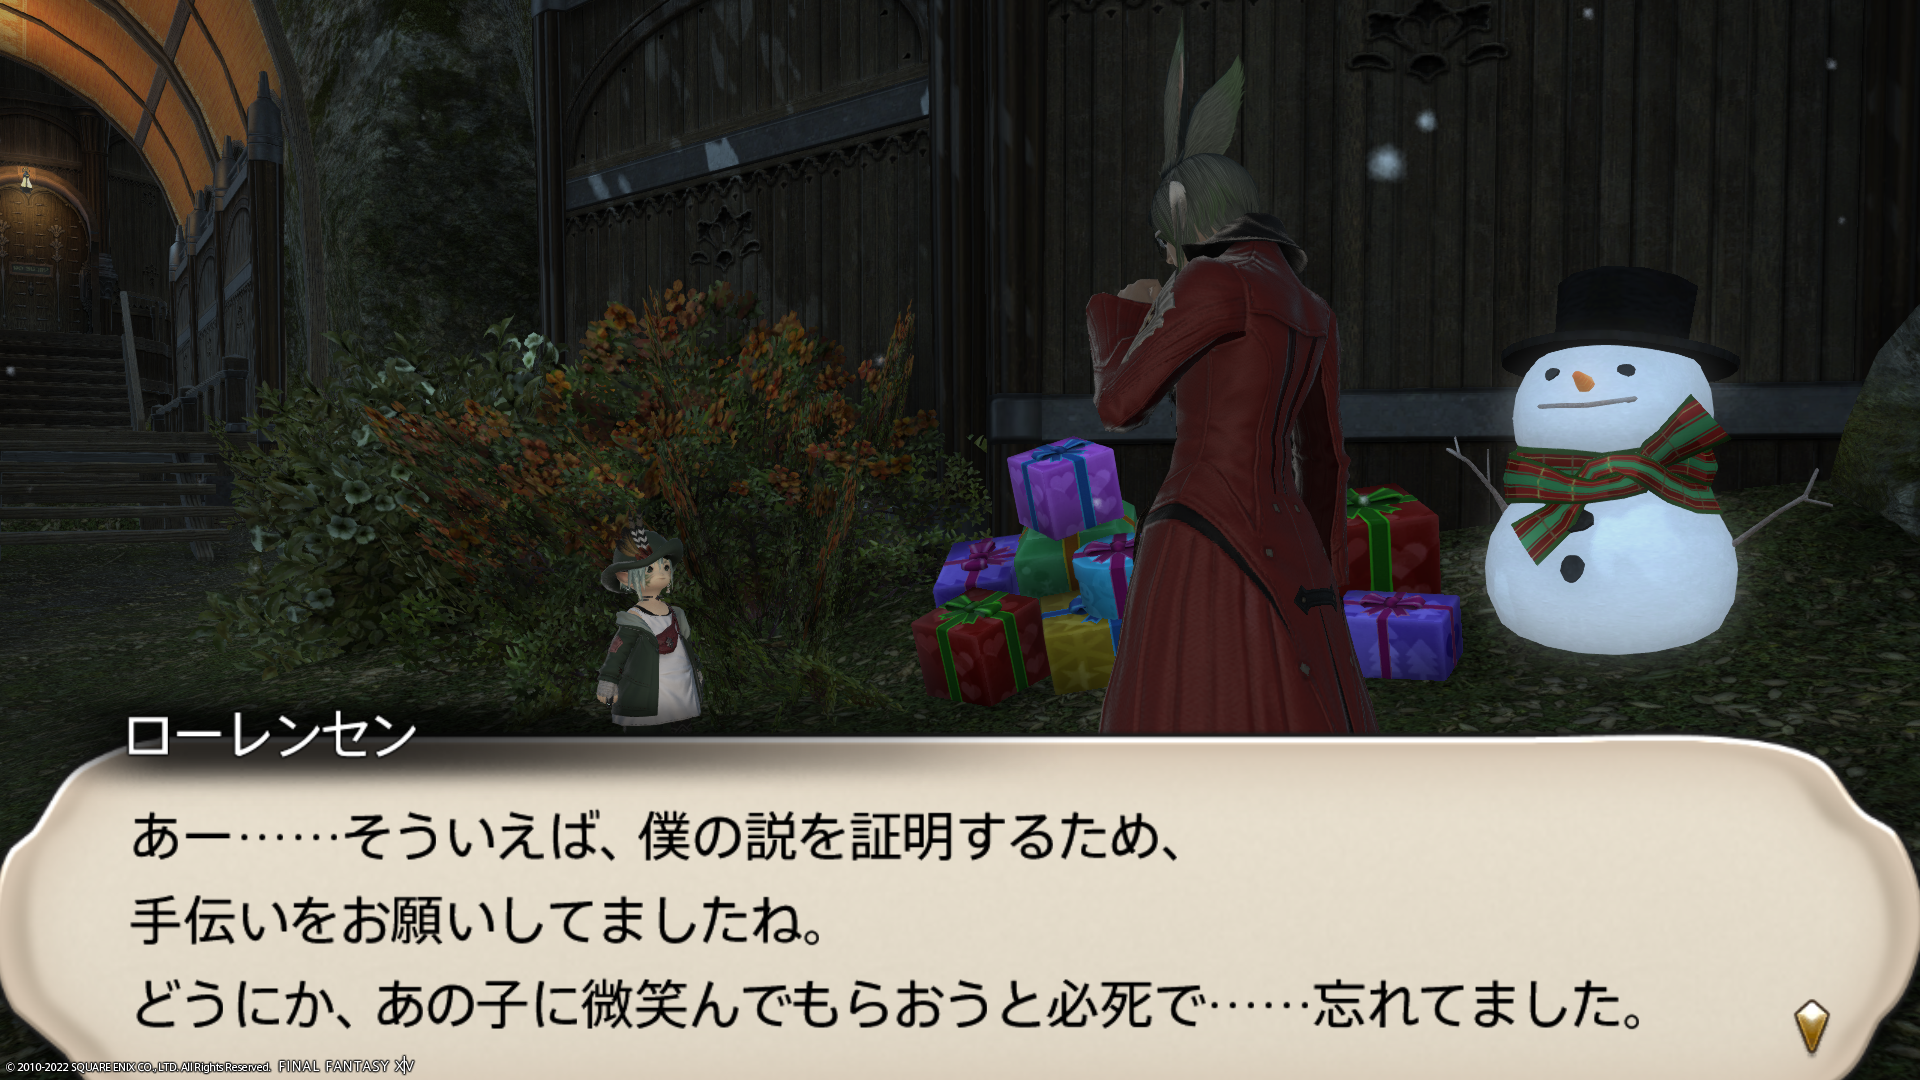 ローレンセン
あー……そういえば、僕の説を証明するため、
手伝いをお願いしてましたね。
どうにか、あの子に微笑んでもらおうと必死で……忘れてました。
© 2010-2022 SQUARE ENIX CO., LTD. All Rights Reserved. FINAL FANTASY XIV